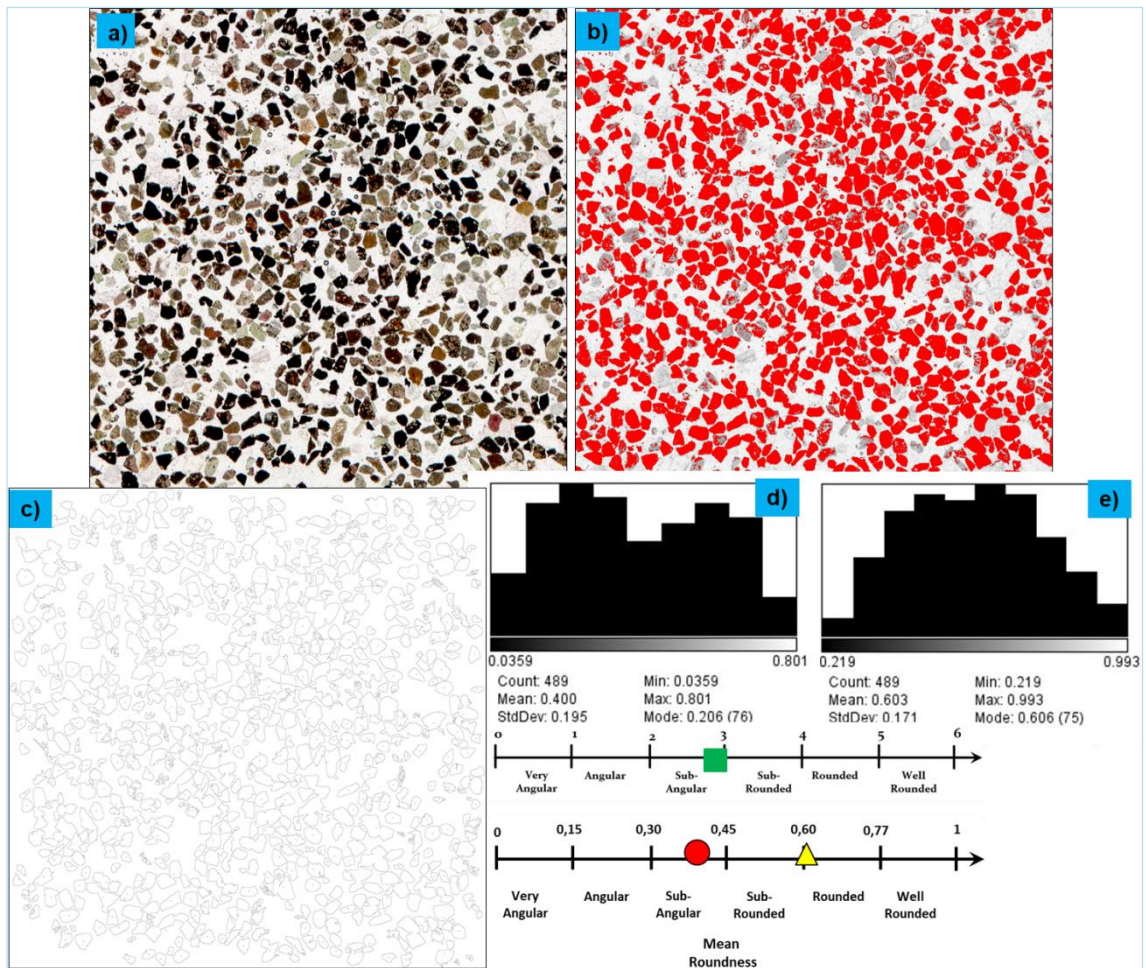 a)
b)
c)
d)
e)
0.0359 0.801
Count: 489 Min: 0.0359
Mean: 0.400 Max: 0.801
StdDev: 0.195 Mode: 0.206 (76)
0.219 0.993
Count: 489 Min: 0.219
Mean: 0.603 Max: 0.993
StdDev: 0.171 Mode: 0.606 (75)
0 1 2 3 4 5 6
Very Angular Sub- Sub- Rounded Well
Angular Angular Rounded Rounded
0 0,15 0,30 0,45 0,60 0,77 1
Very Angular Sub- Sub- Rounded Well
Angular Angular Rounded Rounded
Mean
Roundness